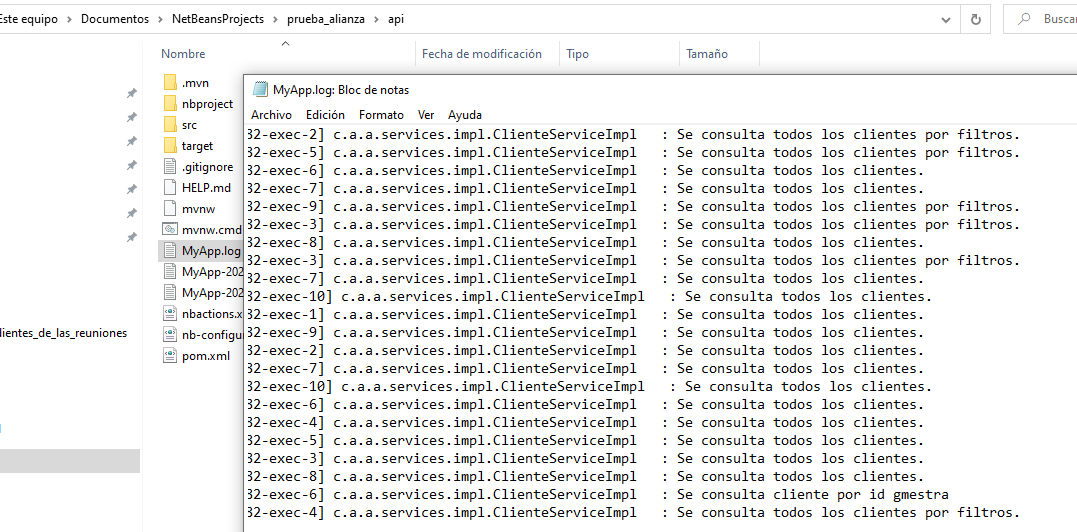 Este equipo > Documentos > NetBeansProjects > prueba_alianza > api
Buscar
Nombre
Fecha de modificación
Tipo
Tamaño
.mvn
nbproject
src
target
.gitignore
HELP.md
mvnw
mvnw.cmd
MyApp.log
MyApp-202
MyApp-202
nbactions.x
nb-configu
pom.xml
lientes_de_las_reuniones
MyApp.log: Bloc de notas
Archivo Edición Formato Ver Ayuda
32-exec-2] c.a.a.services.impl.ClienteServiceImpl : Se consulta todos los clientes por filtros.
32-exec-5] c.a.a.services.impl.ClienteServiceImpl : Se consulta todos los clientes por filtros.
32-exec-6] c.a.a.services.impl.ClienteServiceImpl : Se consulta todos los clientes.
32-exec-7] c.a.a.services.impl.ClienteServiceImpl : Se consulta todos los clientes.
32-exec-9] c.a.a.services.impl.ClienteServiceImpl : Se consulta todos los clientes por filtros.
32-exec-3] c.a.a.services.impl.ClienteServiceImpl : Se consulta todos los clientes por filtros.
32-exec-8] c.a.a.services.impl.ClienteServiceImpl : Se consulta todos los clientes.
32-exec-3] c.a.a.services.impl.ClienteServiceImpl : Se consulta todos los clientes por filtros.
32-exec-7] c.a.a.services.impl.ClienteServiceImpl : Se consulta todos los clientes.
32-exec-10] c.a.a.services.impl.ClienteServiceImpl : Se consulta todos los clientes.
32-exec-1] c.a.a.services.impl.ClienteServiceImpl : Se consulta todos los clientes.
32-exec-9] c.a.a.services.impl.ClienteServiceImpl : Se consulta todos los clientes.
32-exec-2] c.a.a.services.impl.ClienteServiceImpl : Se consulta todos los clientes.
32-exec-7] c.a.a.services.impl.ClienteServiceImpl : Se consulta todos los clientes.
32-exec-10] c.a.a.services.impl.ClienteServiceImpl : Se consulta todos los clientes.
32-exec-6] c.a.a.services.impl.ClienteServiceImpl : Se consulta todos los clientes.
32-exec-4] c.a.a.services.impl.ClienteServiceImpl : Se consulta todos los clientes.
32-exec-5] c.a.a.services.impl.ClienteServiceImpl : Se consulta todos los clientes.
32-exec-3] c.a.a.services.impl.ClienteServiceImpl : Se consulta todos los clientes.
32-exec-8] c.a.a.services.impl.ClienteServiceImpl : Se consulta todos los clientes.
32-exec-6] c.a.a.services.impl.ClienteServiceImpl : Se consulta cliente por id gmestra
32-exec-4] c.a.a.services.impl.ClienteServiceImpl : Se consulta todos los clientes por filtros.